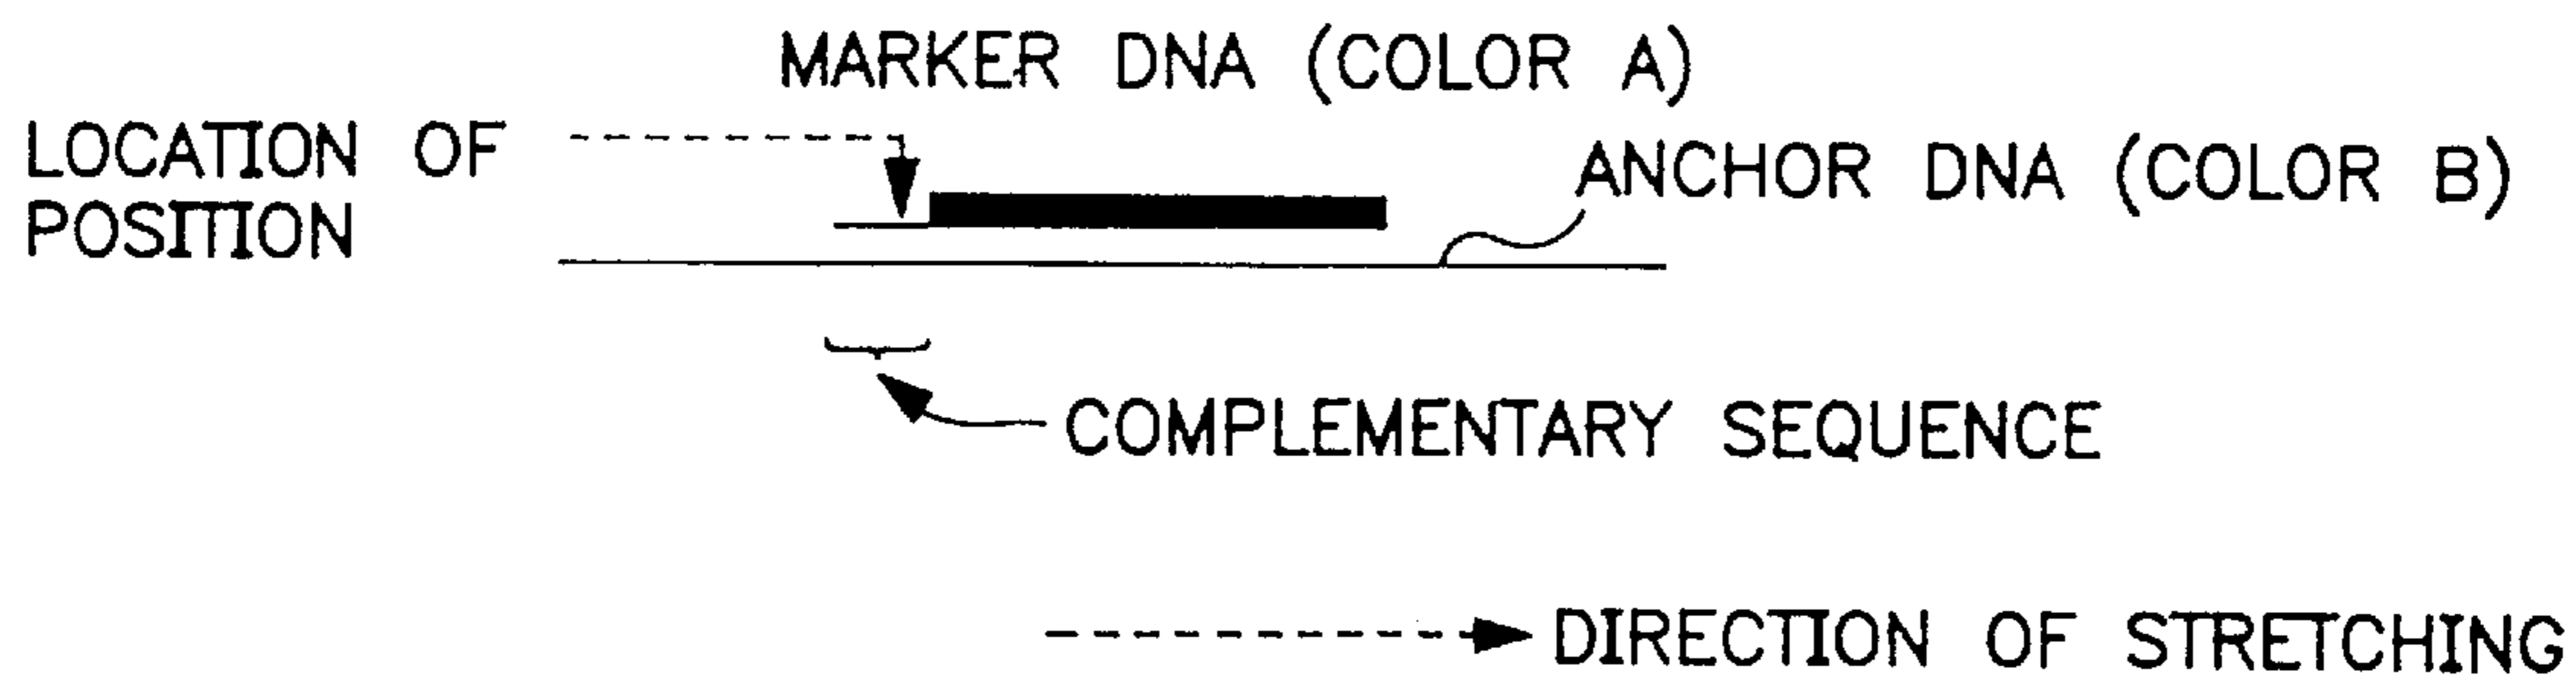 MARKER DNA (COLOR A)
LOCATION OF
POSITION
ANCHOR DNA (COLOR B)
COMPLEMENTARY SEQUENCE
DIRECTION OF STRETCHING